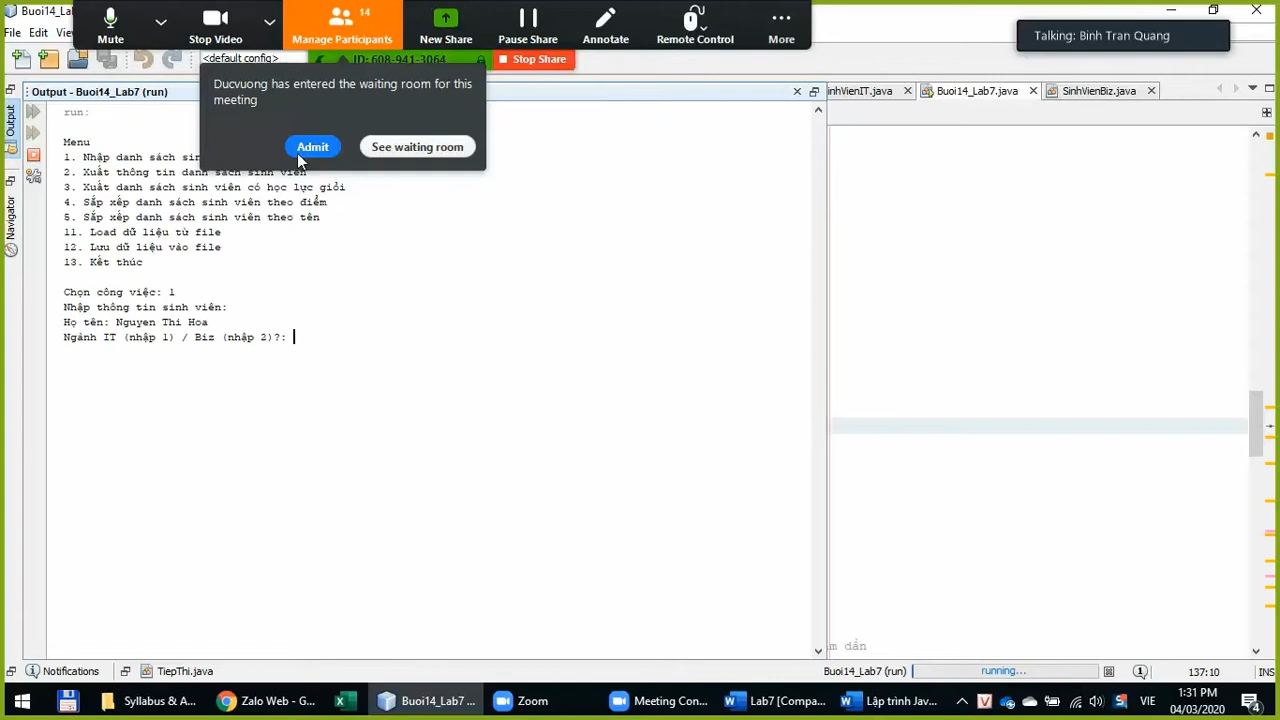 14
Mute
Stop Video
Manage Participants
New Share
Pause Share
Annotate
Remote Control
More
Talking: Binh Tran Quang
File
Edit
<default config>
ID: 608-941-3064
Stop Share
Ducvuong has entered the waiting room for this
meeting
Admit
See waiting room
Output - Buoi14_Lab7 (run)
Buoi14_Lab7.java
SinhVienBiz.java
Output
Navigator
run:
Menu
1. Nhập danh sách
2. Xuất thông tin danh sách sinh viên
3. Xuất danh sách sinh viên có học lực giỏi
4. Sắp xếp danh sách sinh viên theo điểm
5. Sắp xếp danh sách sinh viên theo tên
11. Load dữ liệu từ file
12. Lưu dữ liệu vào file
13. Kết thúc
Chọn công việc: 1
Nhập thông tin sinh viên:
Họ tên: Nguyen Thi Hoa
Ngành IT (nhập 1) / Biz (nhập 2)?:
m dần
Notifications
TiepThi.java
Buoi14_Lab7 (run)
running...
1
137:10
INS
Syllabus & A...
Zalo Web - G...
Buoi14_Lab7 ...
Zoom
Meeting Con...
Lab7 [Compa...
Lập trình Jav...
VIE
1:31 PM
04/03/2020
4